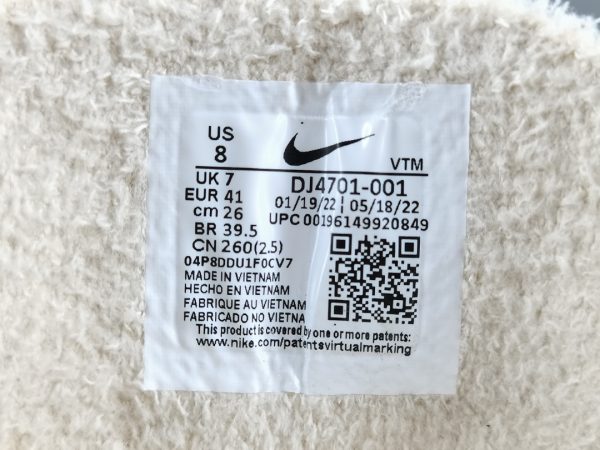 US
8
VTM
UK 7
EUR 41
cm 26
BR 39.5
CN 260(2.5)
DJ4701-001
01/19/22 | 05/18/22
UPC 00196149920849
04P8DDU1F0CV7
MADE IN VIETNAM
HECHO EN VIETNAM
FABRIQUE AU VIETNAM
FABRICADO NO VIETNA
This product is covered by one or more patents:
www.nike.com/patentsvirtualmarking